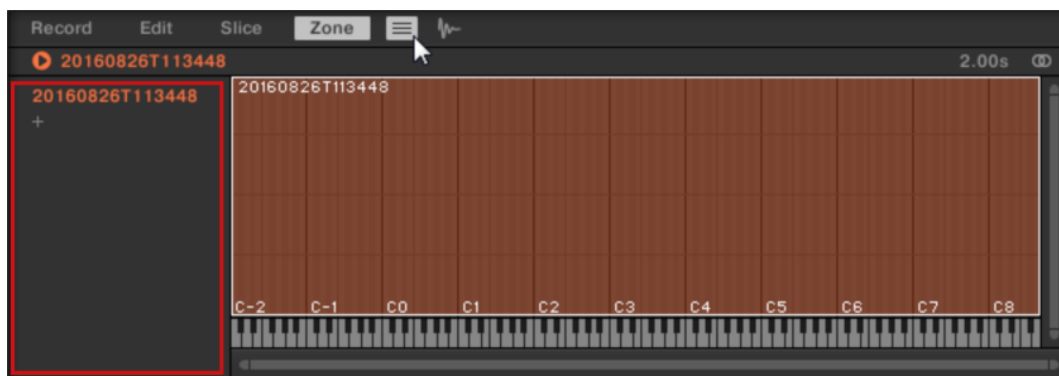 Record Edit Slice Zone
20160826T113448 2.00s
20160826T113448
+
20160826T113448
C-2 C-1 C0 C1 C2 C3 C4 C5 C6 C7 C8